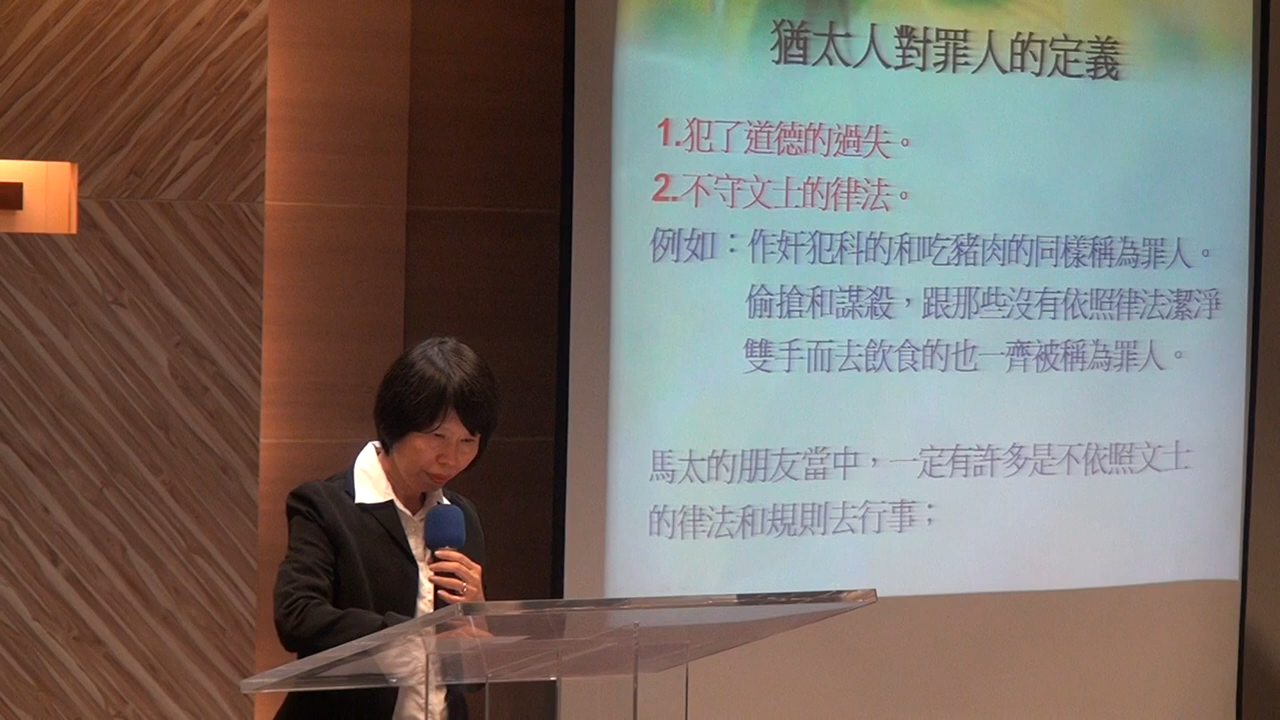 猶太人對罪人的定義
1.犯了道德的過失。
2.不守文士的律法。
例如：作奸犯科的和吃豬肉的同樣稱為罪人。
偷搶和謀殺，跟那些沒有依照律法潔淨
雙手而去飲食的也一齊被稱為罪人。
馬太的朋友當中，一定有許多是不依照文士
的律法和規則去行事；